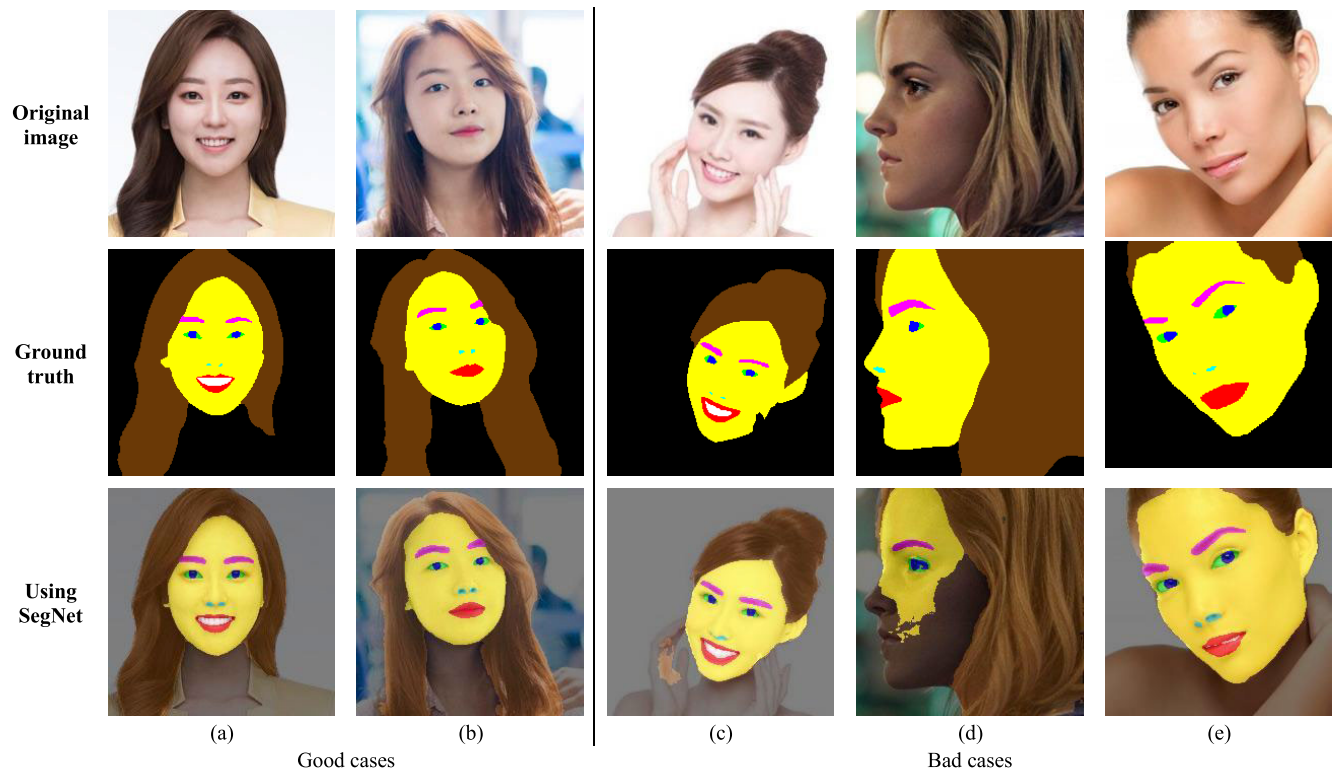 Original
image
Ground
truth
Using
SegNet
(a)
(b)
(c)
(d)
(e)
Good cases
Bad cases